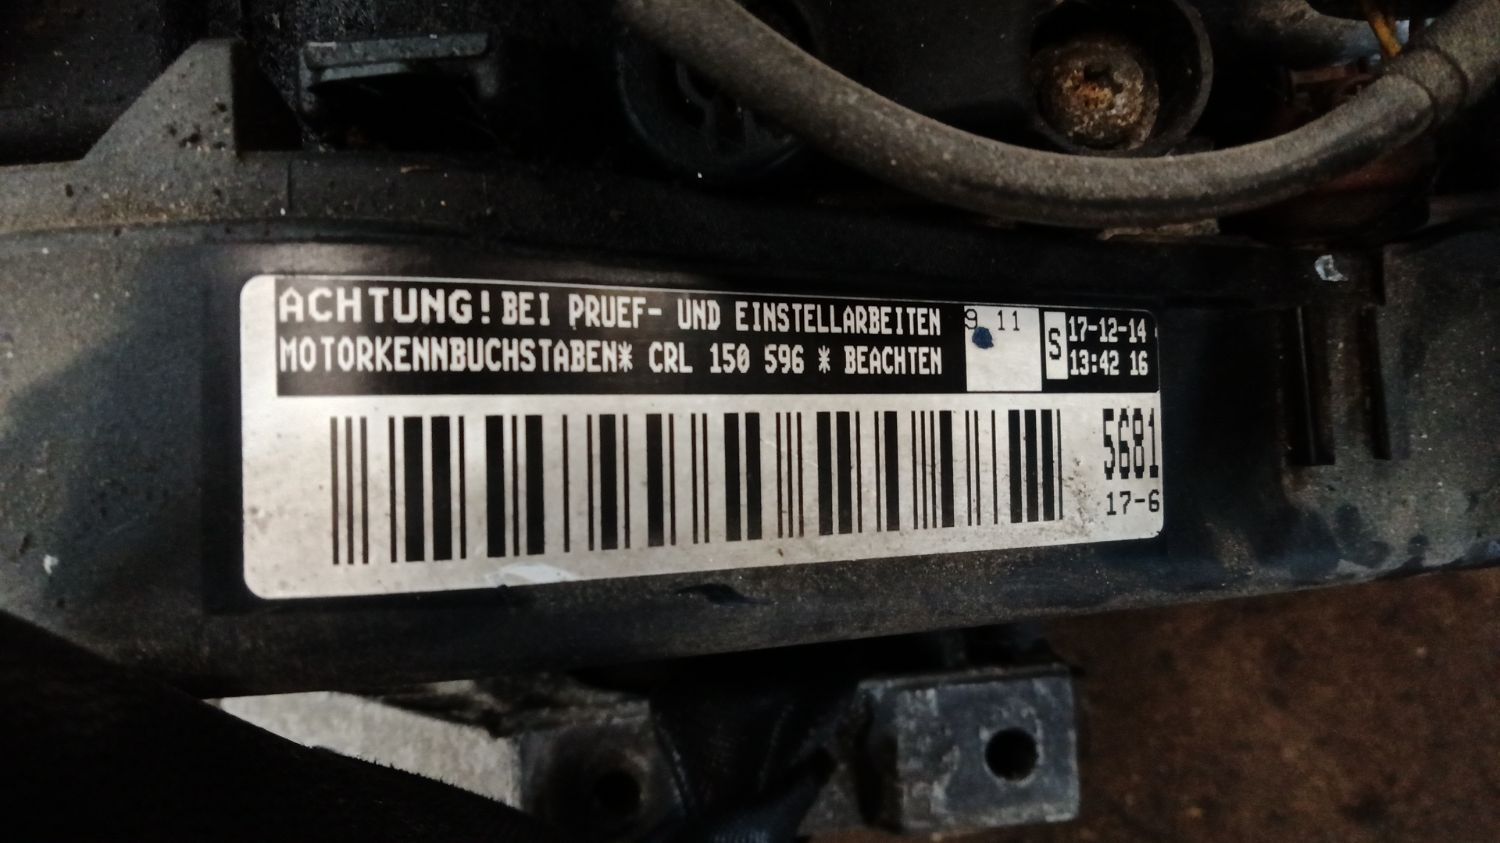 ACHTUNG! BEI PRUEF- UND EINSTELLARBEITEN
MOTORKENNBUCHSTABEN* CRL 150 596 * BEACHTEN
9 11
S
17-12-14
13:42 16
5681
17-6